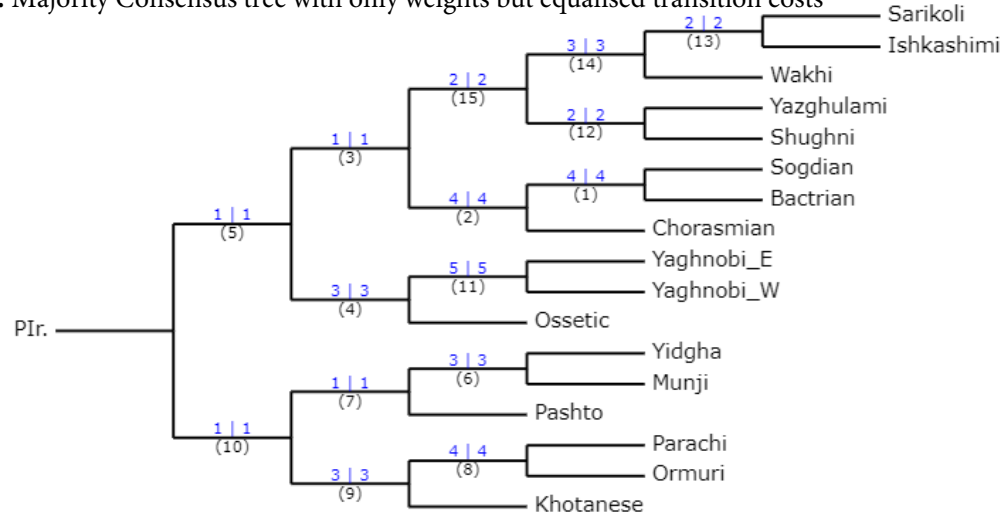 . Majority Consensus tree with only weights but equalised transition costs
Sarikoli
2 | 2
(13)
Ishkashimi
3 | 3
(14)
Wakhi
2 | 2
(15)
Yazghulami
2 | 2
(12)
Shughni
1 | 1
(3)
Sogdian
4 | 4
(1)
Bactrian
4 | 4
(2)
Chorasmian
1 | 1
(5)
Yaghnobi_E
5 | 5
(11)
Yaghnobi_W
3 | 3
(4)
Ossetic
PIr.
Yidgha
3 | 3
(6)
Munji
1 | 1
(7)
Pashto
1 | 1
(10)
Parachi
4 | 4
(8)
Ormuri
3 | 3
(9)
Khotanese